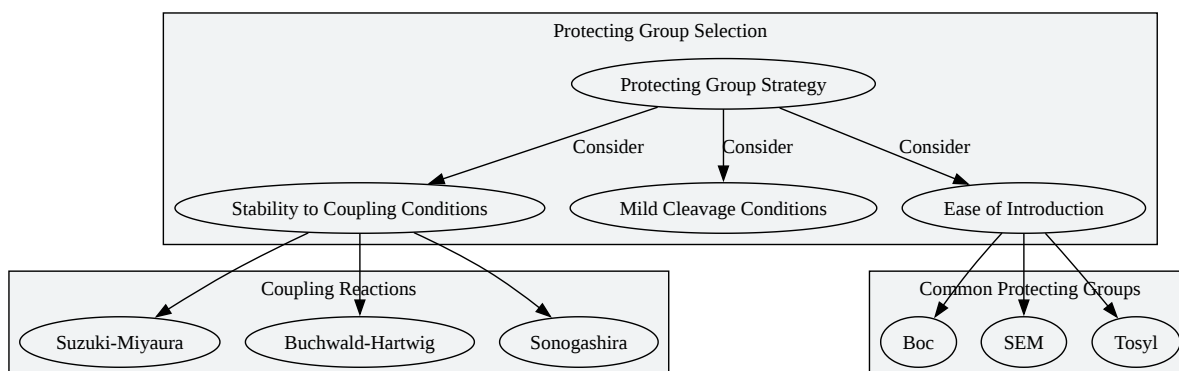 Protecting Group Selection
Protecting Group Strategy
Consider
Consider
Consider
Stability to Coupling Conditions
Mild Cleavage Conditions
Ease of Introduction
Coupling Reactions
Common Protecting Groups
Suzuki-Miyaura
Buchwald-Hartwig
Sonogashira
Boc
SEM
Tosyl